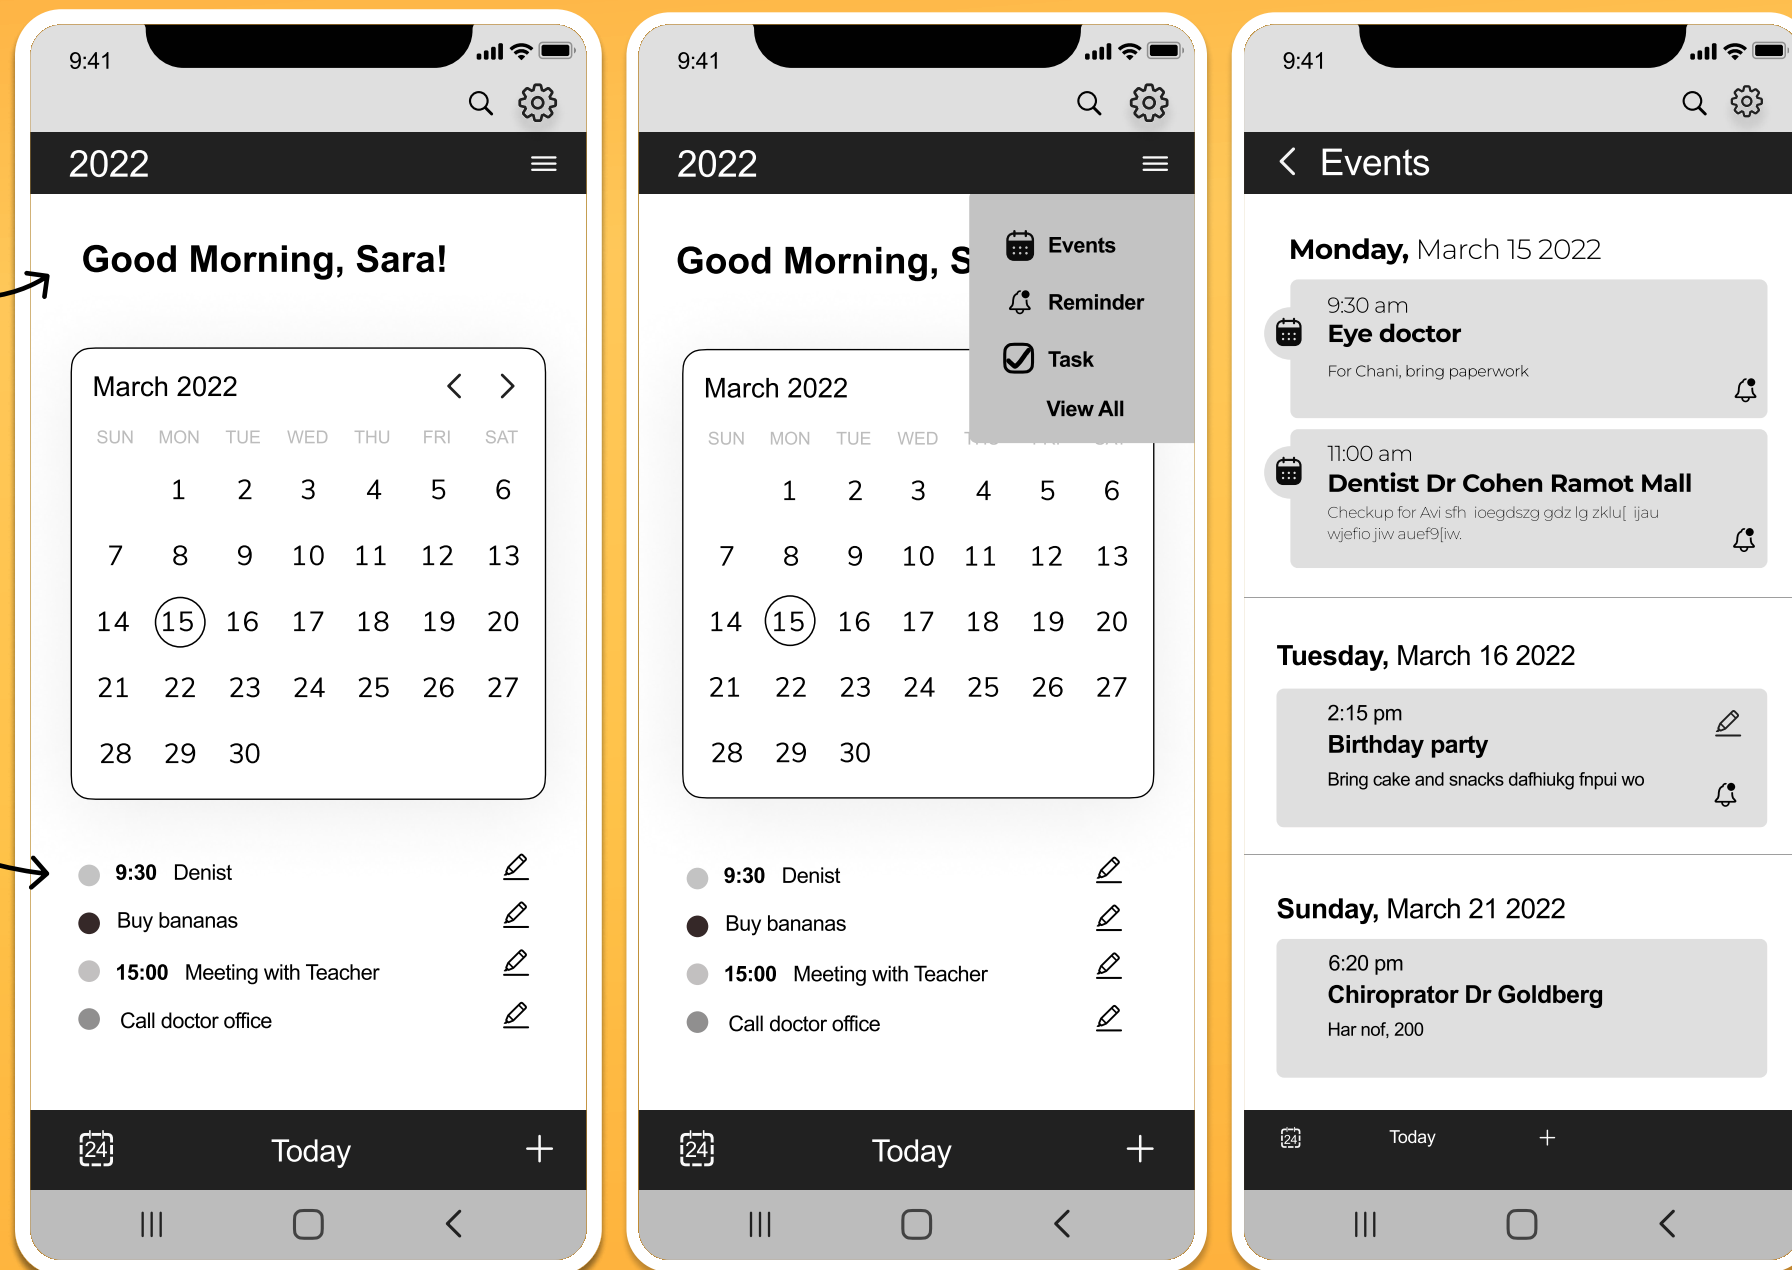 9:41
2022
Good Morning, Sara!
March 2022
SUN MON TUE WED THU FRI SAT
1 2 3 4 5 6
7 8 9 10 11 12 13
14 15 16 17 18 19 20
21 22 23 24 25 26 27
28 29 30
9:30 Denist
Buy bananas
15:00 Meeting with Teacher
Call doctor office
24 Today +
9:41
2022
Events
Reminder
Task
View All
Good Morning, S
March 2022
SUN MON TUE WED
1 2 3 4 5 6
7 8 9 10 11 12 13
14 15 16 17 18 19 20
21 22 23 24 25 26 27
28 29 30
9:30 Denist
Buy bananas
15:00 Meeting with Teacher
Call doctor office
24 Today +
9:41
Events
Monday, March 15 2022
9:30 am
Eye doctor
For Chani, bring paperwork
11:00 am
Dentist Dr Cohen Ramot Mall
Checkup for Avi sfh ioegdszg gdz lg zklu[ ijau
wjefio jiw auef9[iw.
Tuesday, March 16 2022
2:15 pm
Birthday party
Bring cake and snacks dafhiukg fnpui wo
Sunday, March 21 2022
6:20 pm
Chiroprator Dr Goldberg
Har nof, 200
24 Today +